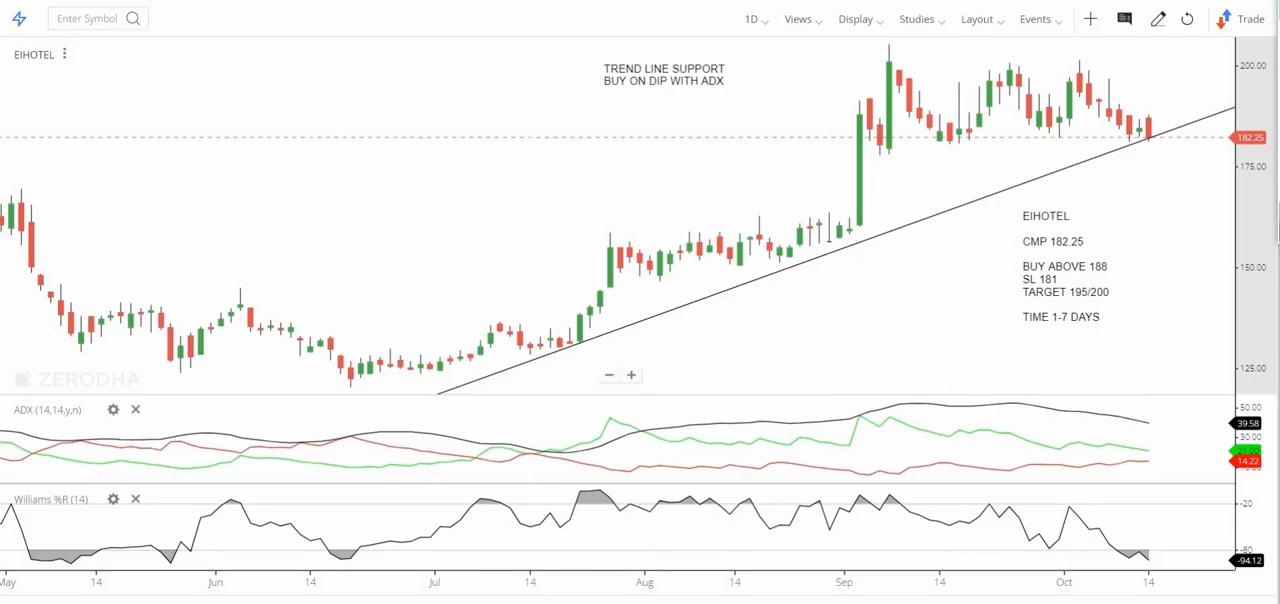 Enter Symbol
1D
Views
Display
Studies
Layout
Events
Trade
EIHOTEL
TREND LINE SUPPORT
BUY ON DIP WITH ADX
200.00
182.25
175.00
EIHOTEL
CMP 182.25
BUY ABOVE 188
SL 181
TARGET 195/200
TIME 1-7 DAYS
150.00
125.00
ZERODHA
ADX (14,14,y,n)
50.00
39.58
30.00
14.22
Williams %R (14)
-20
-80
-94.12
May
14
Jun
14
Jul
14
Aug
14
Sep
14
Oct
14